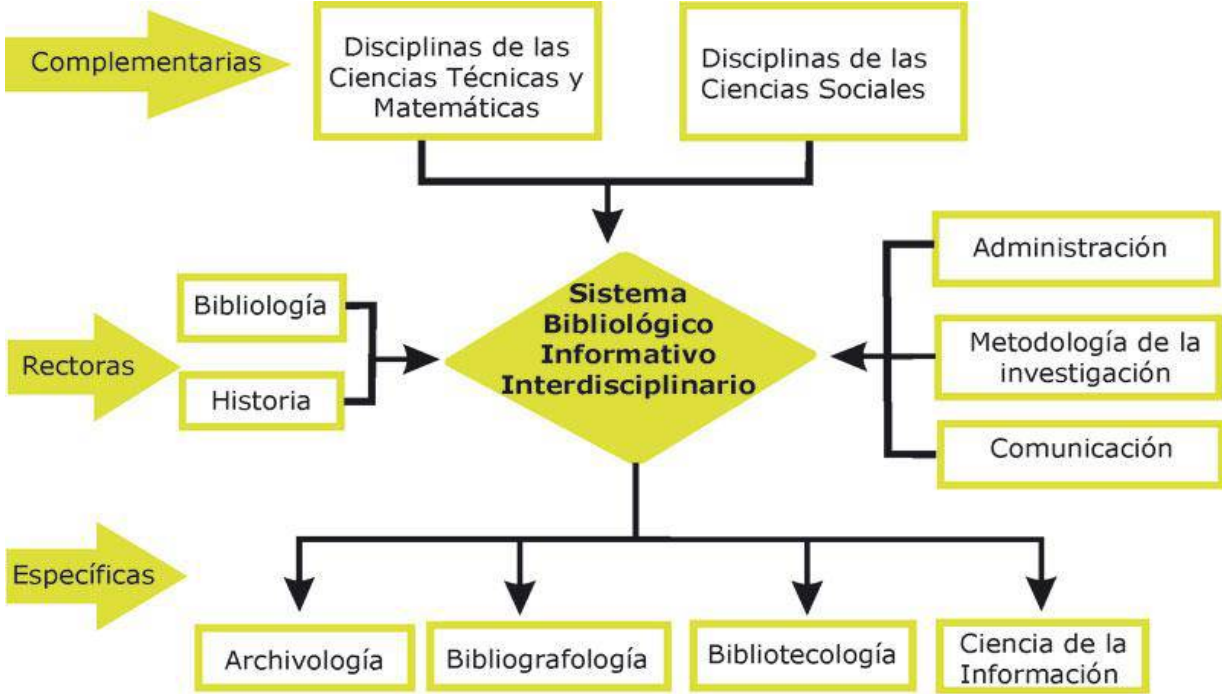 Complementarias
Disciplinas de las
Ciencias Técnicas y
Matemáticas
Disciplinas de las
Ciencias Sociales
Rectoras
Bibliología
Historia
Sistema
Bibliológico
Informativo
Interdisciplinario
Administración
Metodología de la
investigación
Comunicación
Específicas
Archivología
Bibliografología
Bibliotecología
Ciencia de la
Información